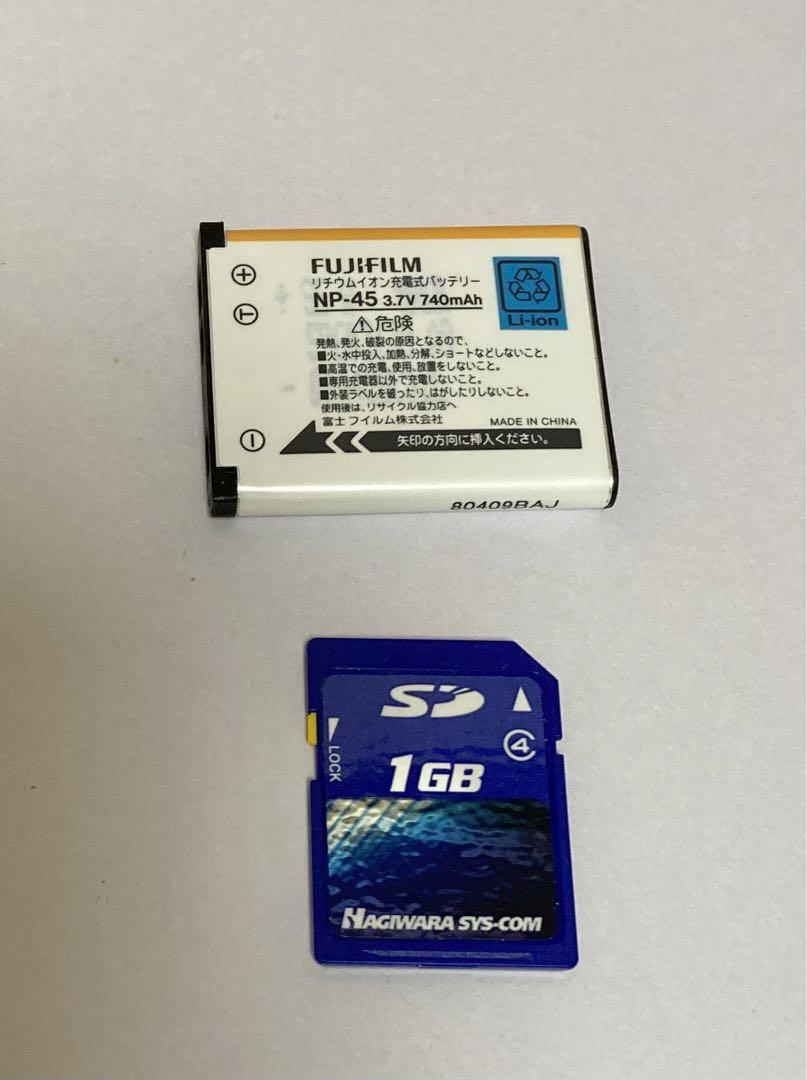 FUJIFILM
リチウムイオン充電式バッテリー
NP-45 3.7V 740mAh
⚠危険
発熱、発火、破裂の原因となるので、
■火・水中投入、加熱、分解、ショートなどしないこと。
■高温での充電、使用、放置をしないこと。
■専用充電器以外で充電しないこと。
■外装ラベルを破ったり、はがしたりしないこと。
使用後は、リサイクル協力店へ
富士フイルム株式会社 MADE IN CHINA
矢印の方向に挿入ください。
+
T
-
Li-ion
80409BAJ
SD
4
LOCK
1GB
HAGIWARA SYS-COM